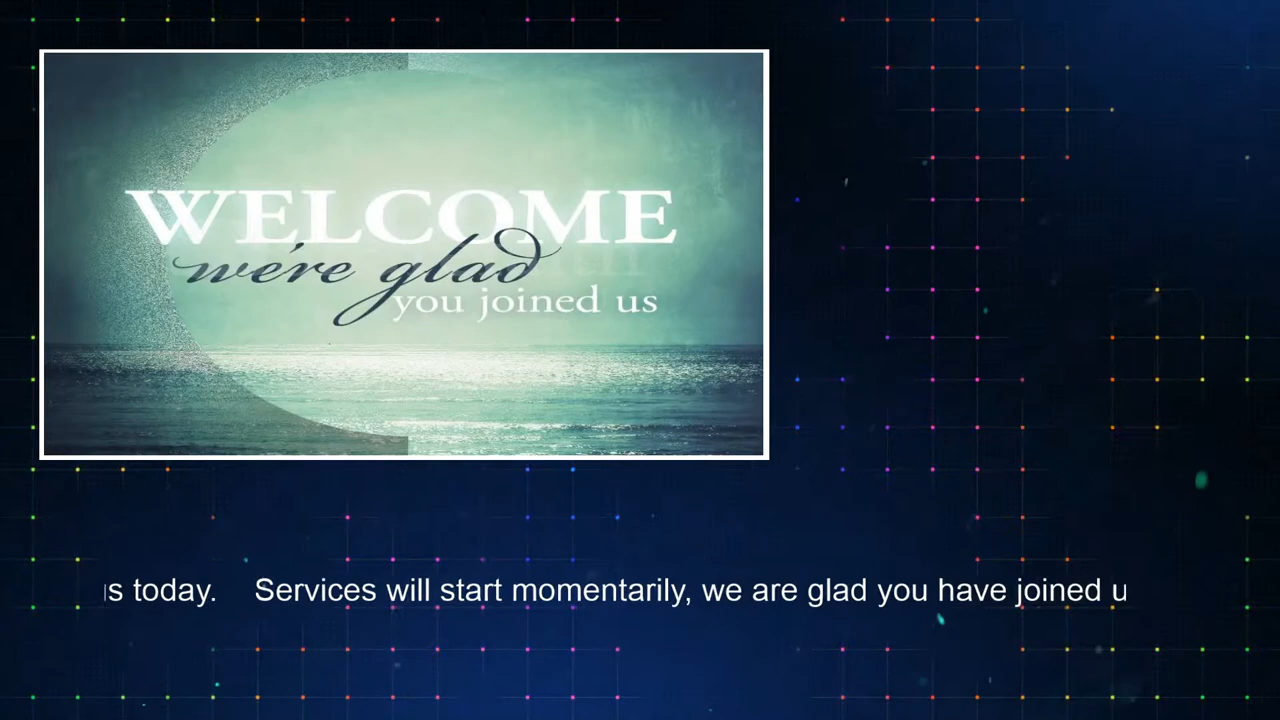 WELCOME
we're glad
you joined us
s today. Services will start momentarily, we are glad you have joined u